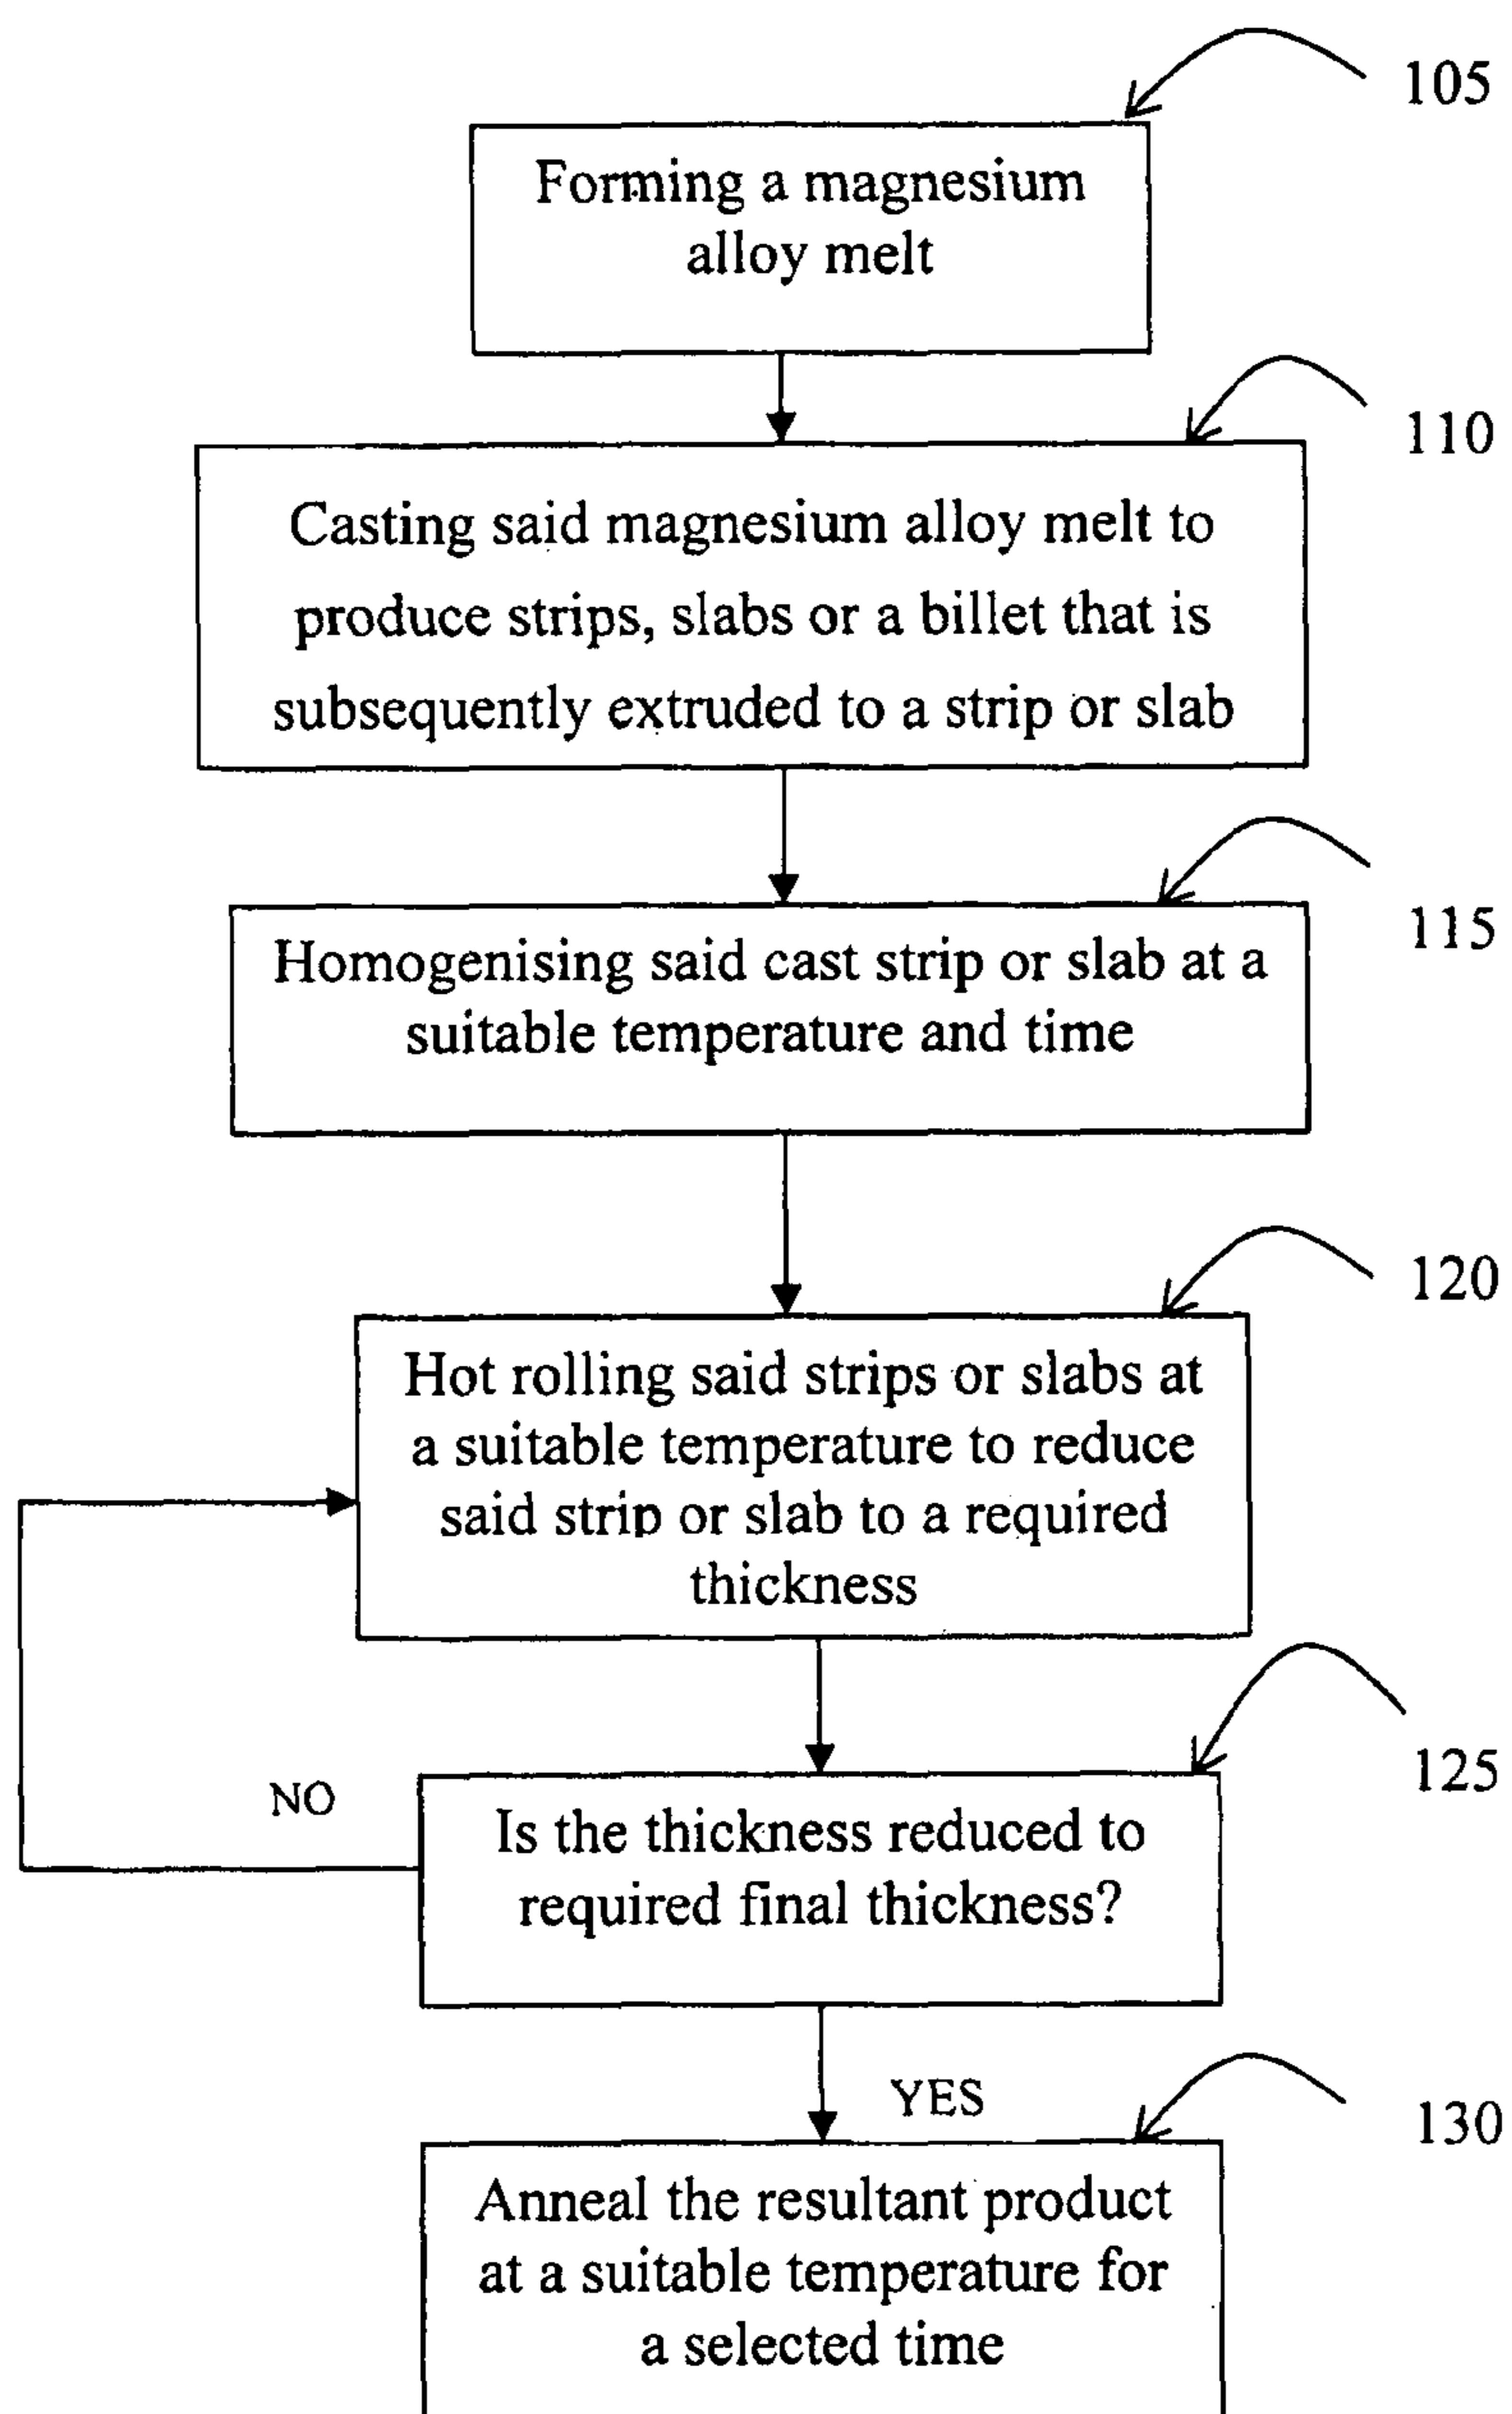 105
Forming a magnesium
alloy melt
110
Casting said magnesium alloy melt to
produce strips, slabs or a billet that is
subsequently extruded to a strip or slab
115
Homogenising said cast strip or slab at a
suitable temperature and time
120
Hot rolling said strips or slabs at
a suitable temperature to reduce
said strip or slab to a required
thickness
125
NO
Is the thickness reduced to
required final thickness?
YES
130
Anneal the resultant product
at a suitable temperature for
a selected time